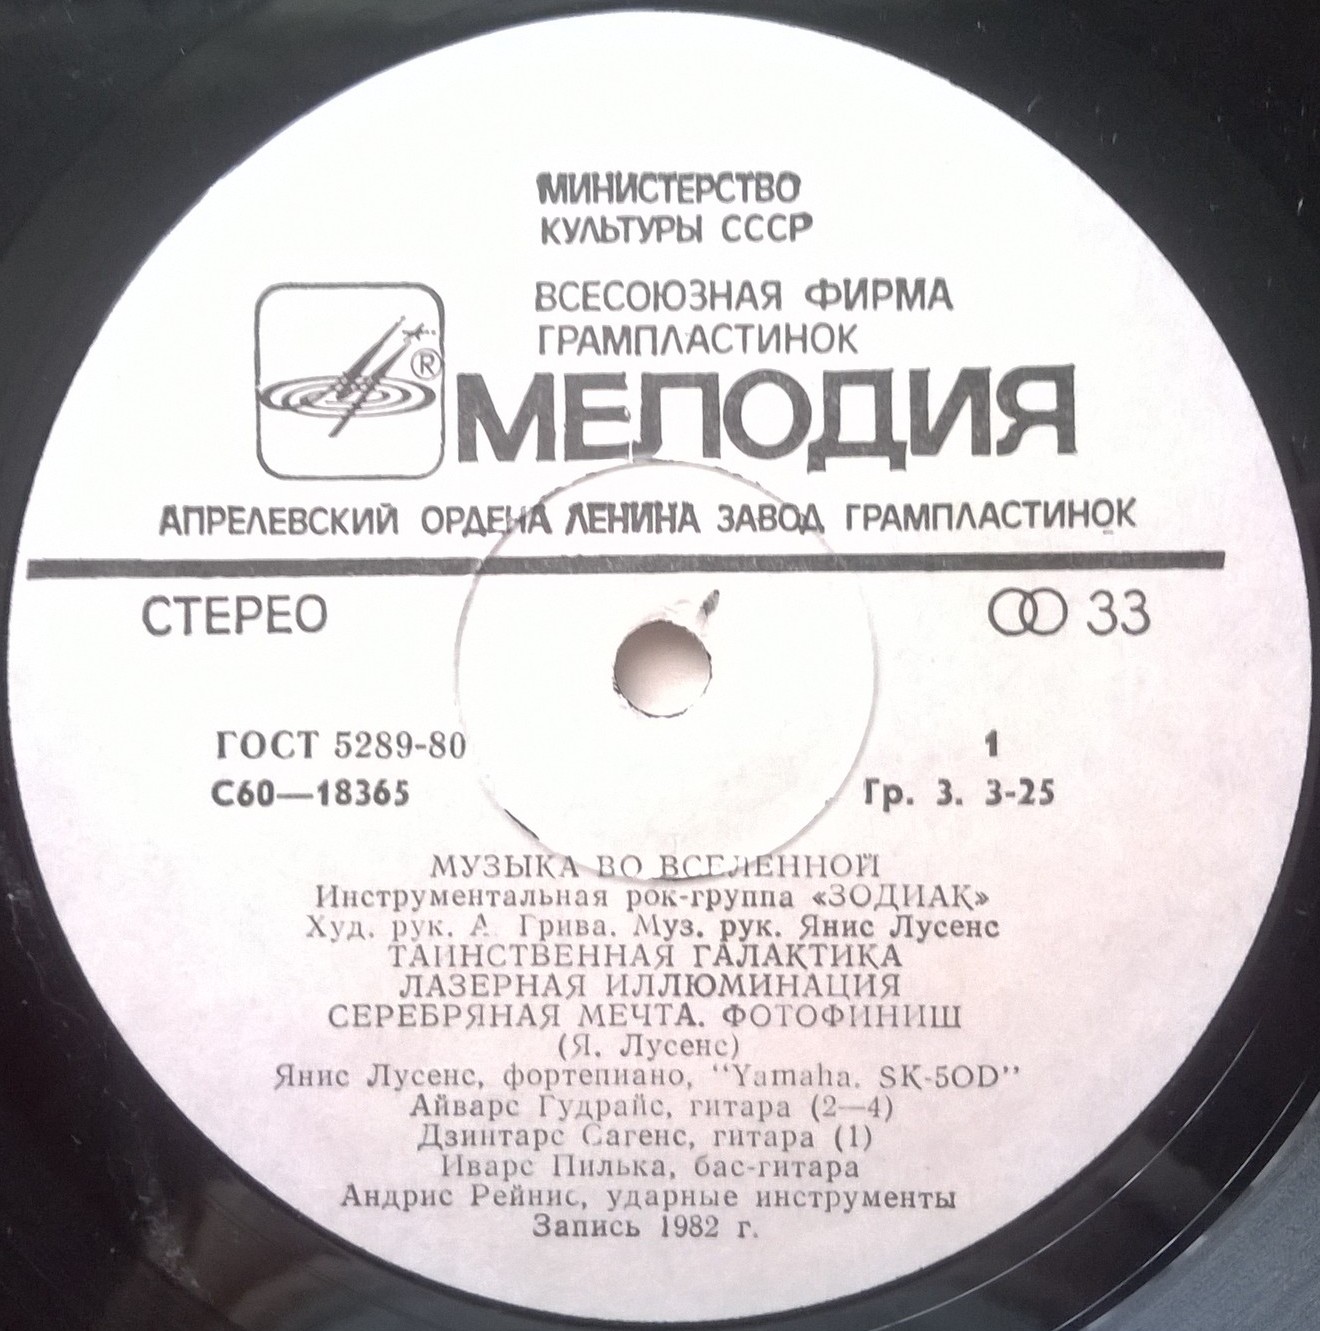 МИНИСТЕРСТВО
КУЛЬТУРЫ СССР
ВСЕСОЮЗНАЯ ФИРМА
ГРАМПЛАСТИНОК
®
МЕЛОДИЯ
АПРЕЛЕВСКИЙ ОРДЕНА ЛЕНИНА ЗАВОД ГРАМПЛАСТИНОК
СТЕРЕО 33
ГОСТ 5289-80 1
С60—18365 Гр. 3. 3-25
МУЗЫКА ВО ВСЕЛЕННОЙ
Инструментальная рок-группа «ЗОДИАК»
Худ. рук. А. Грива. Муз. рук. Янис Лусенс
ТАИНСТВЕННАЯ ГАЛАКТИКА
ЛАЗЕРНАЯ ИЛЛЮМИНАЦИЯ
СЕРЕБРЯНАЯ МЕЧТА. ФОТОФИНИШ
(Я. Лусенс)
Янис Лусенс, фортепиано, “Yamaha. SK-50D”
Айварс Гудрайс, гитара (2—4)
Дзинтарс Сагенс, гитара (1)
Иварс Пилька, бас-гитара
Андрис Рейнис, ударные инструменты
Запись 1982 г.